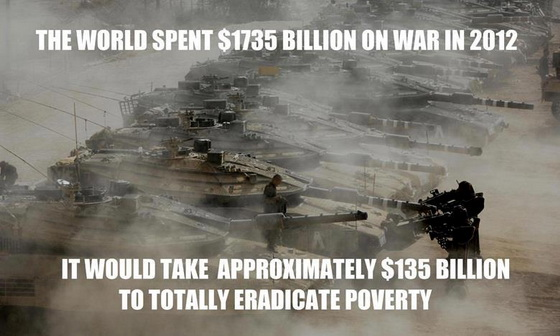 THE WORLD SPENT $1735 BILLION ON WAR IN 2012
IT WOULD TAKE APPROXIMATELY $135 BILLION
TO TOTALLY ERADICATE POVERTY